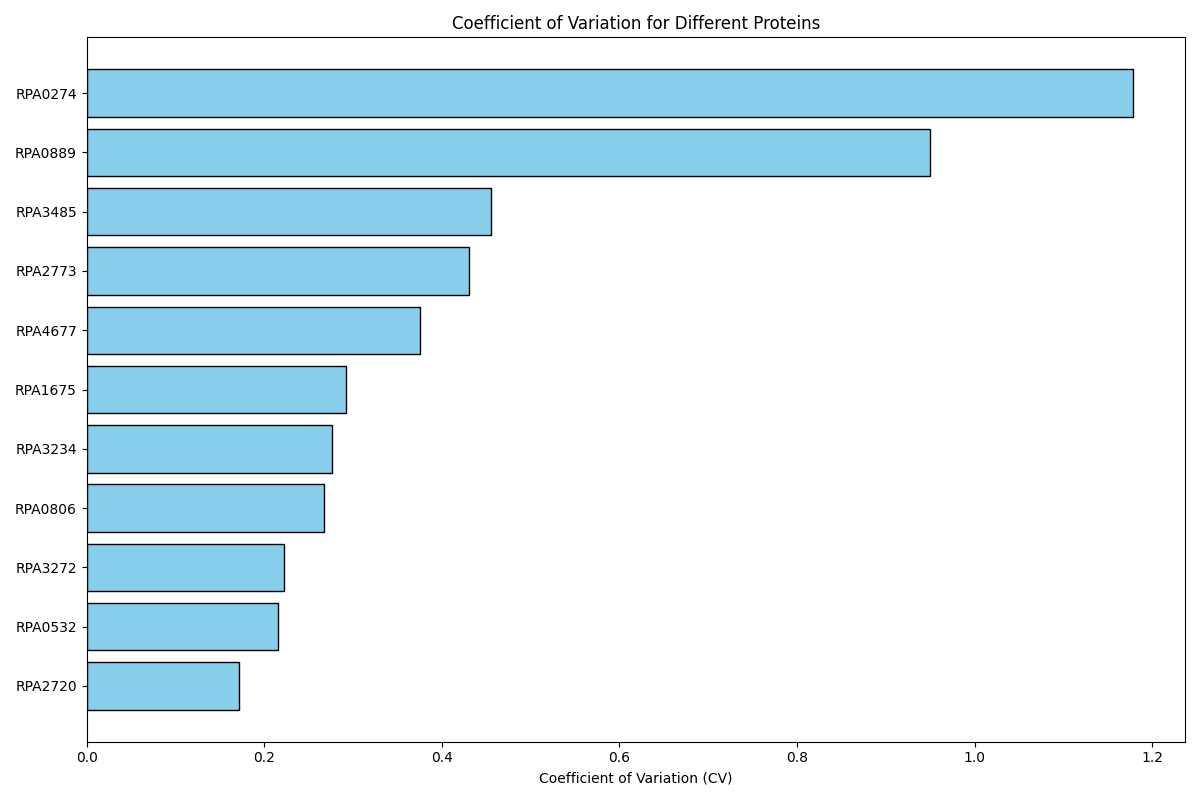 Coefficient of Variation for Different Proteins
RPA0274
RPA0889
RPA3485
RPA2773
RPA4677
RPA1675
RPA3234
RPA0806
RPA3272
RPA0532
RPA2720
0.0 0.2 0.4 0.6 0.8 1.0 1.2
Coefficient of Variation (CV)